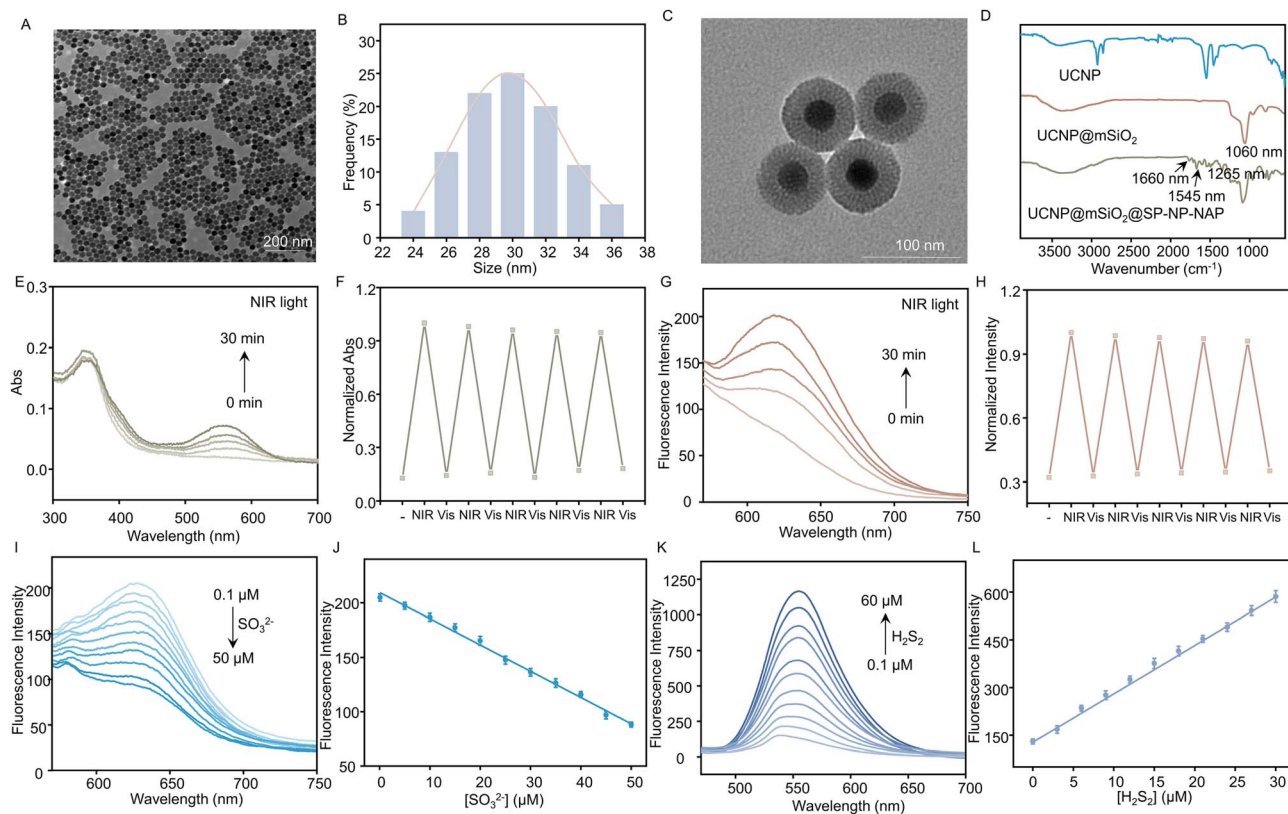 A
200 nm
B
Frequency (%)
30
25
20
15
10
5
0
22 24 26 28 30 32 34 36 38
Size (nm)
C
100 nm
D
UCNP
UCNP@mSiO₂
1060 nm
1660 nm
1265 nm
1545 nm
UCNP@mSiO₂@SP-NP-NAP
3500 3000 2500 2000 1500 1000
Wavenumber (cm⁻¹)
E
Abs
0.3
0.2
0.1
0.0
NIR light
30 min
0 min
300 400 500 600 700
Wavelength (nm)
F
Normalized Abs
1.2
0.9
0.6
0.3
0.0
- NIR Vis NIR Vis NIR Vis NIR Vis NIR Vis
G
Fluorescence Intensity
200
150
100
50
0
NIR light
30 min
0 min
600 650 700 750
Wavelength (nm)
H
Normalized Intensity
1.2
0.9
0.6
0.3
- NIR Vis NIR Vis NIR Vis NIR Vis NIR Vis
I
Fluorescence Intensity
200
150
100
50
0
0.1 μM
SO₃²⁻
50 μM
600 650 700 750
Wavelength (nm)
J
Fluorescence Intensity
200
150
100
50
0 10 20 30 40 50
[SO₃²⁻] (μM)
K
Fluorescence Intensity
1250
1000
750
500
250
0
60 μM
H₂S₂
0.1 μM
500 550 600 650 700
Wavelength (nm)
L
Fluorescence Intensity
600
450
300
150
0 5 10 15 20 25 30
[H₂S₂] (μM)